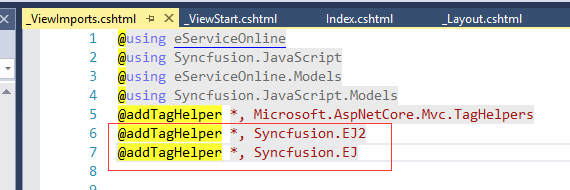 _ViewImports.cshtml _ViewStart.cshtml Index.cshtml _Layout.cshtml
1 @using eServiceOnline
2 @using Syncfusion.JavaScript
3 @using eServiceOnline.Models
4 @using Syncfusion.JavaScript.Models
5 @addTagHelper *, Microsoft.AspNetCore.Mvc.TagHelpers
6 @addTagHelper *, Syncfusion.EJ2
7 @addTagHelper *, Syncfusion.EJ
8